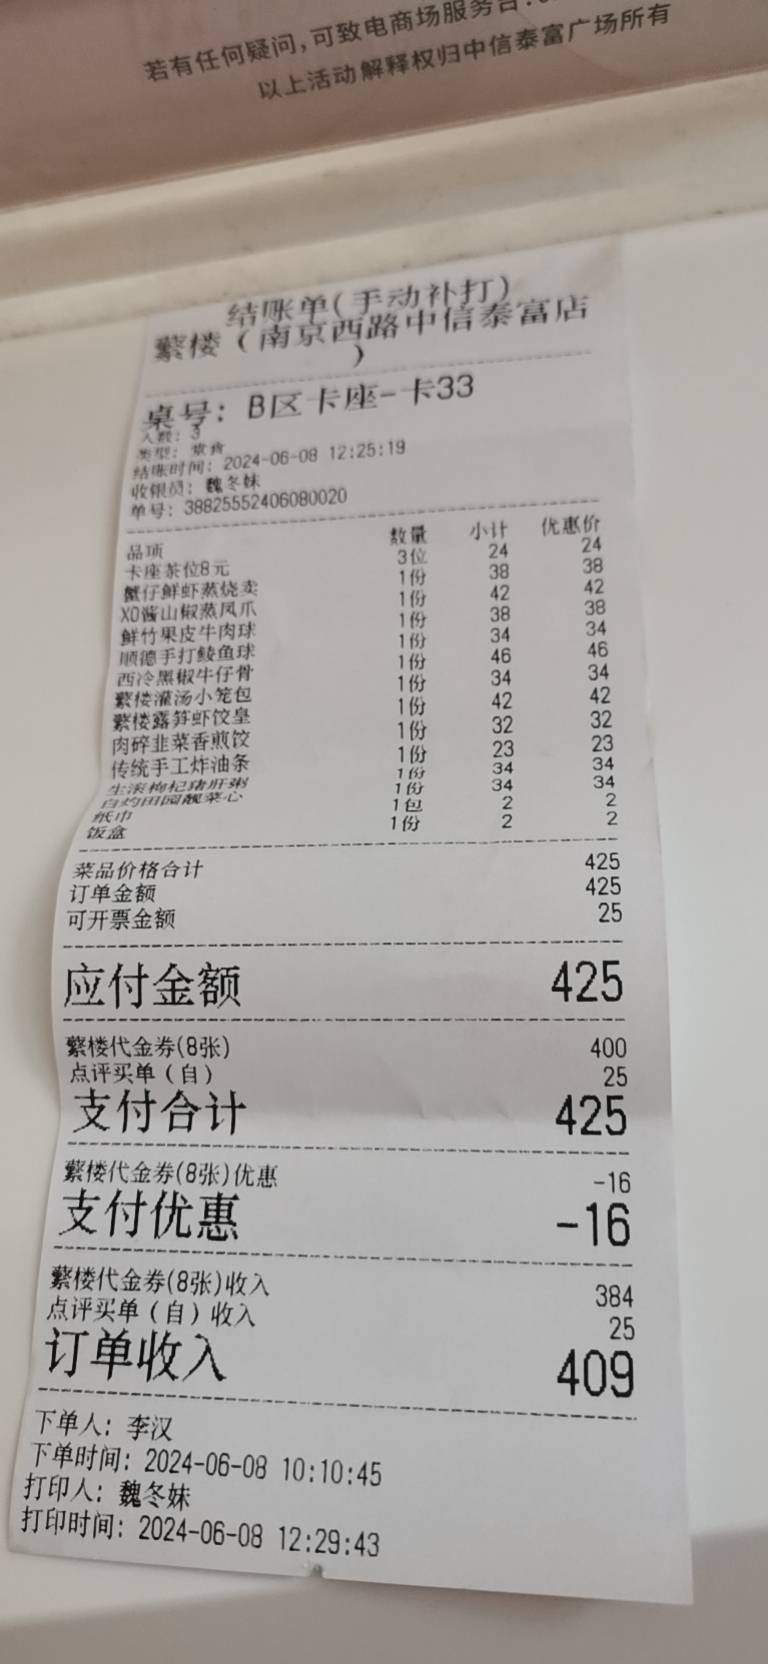 若有任何疑问,可致电商场服务台:
以上活动解释权归中信泰富广场所有
结账单(手动补打)
蘩楼(南京西路中信泰富店
)
桌号: B区卡座-卡33
人数: 3
类型: 堂食
结账时间: 2024-06-08 12:25:19
收银员: 魏冬妹
单号: 38825552406080020
品项 数量 小计 优惠价
卡座茶位8元 3位 24 24
蟹仔鲜虾蒸烧卖 1份 38 38
XO酱山椒蒸凤爪 1份 42 42
鲜竹果皮牛肉球 1份 38 38
顺德手打鲮鱼球 1份 34 34
西冷黑椒牛仔骨 1份 46 46
蘩楼灌汤小笼包 1份 34 34
蘩楼露笋虾饺皇 1份 42 42
肉碎韭菜香煎饺 1份 32 32
传统手工炸油条 1份 23 23
生滚枸杞猪肝粥 1份 34 34
白灼田园靓菜心 1份 34 34
纸巾 1包 2 2
饭盒 1份 2 2
菜品价格合计 425
订单金额 425
可开票金额 25
应付金额 425
蘩楼代金券(8张) 400
点评买单(自) 25
支付合计 425
蘩楼代金券(8张)优惠 -16
支付优惠 -16
蘩楼代金券(8张)收入 384
点评买单(自)收入 25
订单收入 409
下单人: 李汉
下单时间: 2024-06-08 10:10:45
打印人: 魏冬妹
打印时间: 2024-06-08 12:29:43